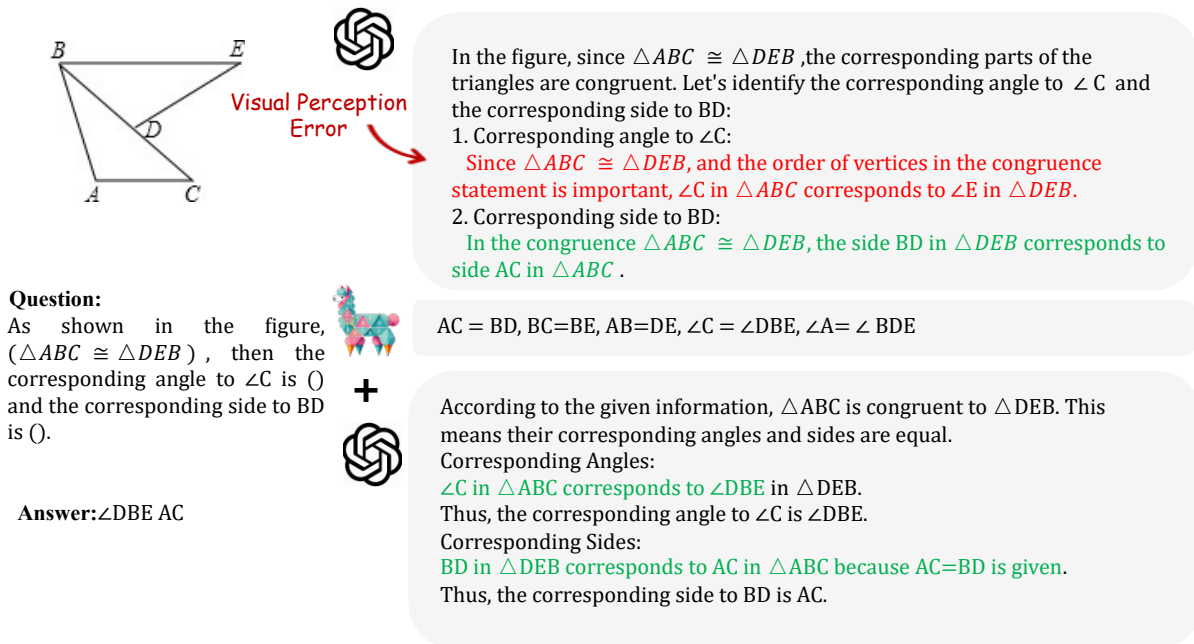 B
E
D
A
C
Visual Perception
Error
In the figure, since △ABC ≅ △DEB ,the corresponding parts of the
triangles are congruent. Let's identify the corresponding angle to ∠ C and
the corresponding side to BD:
1. Corresponding angle to ∠C:
Since △ABC ≅ △DEB, and the order of vertices in the congruence
statement is important, ∠C in △ABC corresponds to ∠E in △DEB.
2. Corresponding side to BD:
In the congruence △ABC ≅ △DEB, the side BD in △DEB corresponds to
side AC in △ABC .
Question:
As shown in the figure,
(△ABC ≅ △DEB) , then the
corresponding angle to ∠C is ()
and the corresponding side to BD
is ().
Answer:∠DBE AC
AC = BD, BC=BE, AB=DE, ∠C = ∠DBE, ∠A= ∠ BDE
+
According to the given information, △ABC is congruent to △DEB. This
means their corresponding angles and sides are equal.
Corresponding Angles:
∠C in △ABC corresponds to ∠DBE in △DEB.
Thus, the corresponding angle to ∠C is ∠DBE.
Corresponding Sides:
BD in △DEB corresponds to AC in △ABC because AC=BD is given.
Thus, the corresponding side to BD is AC.